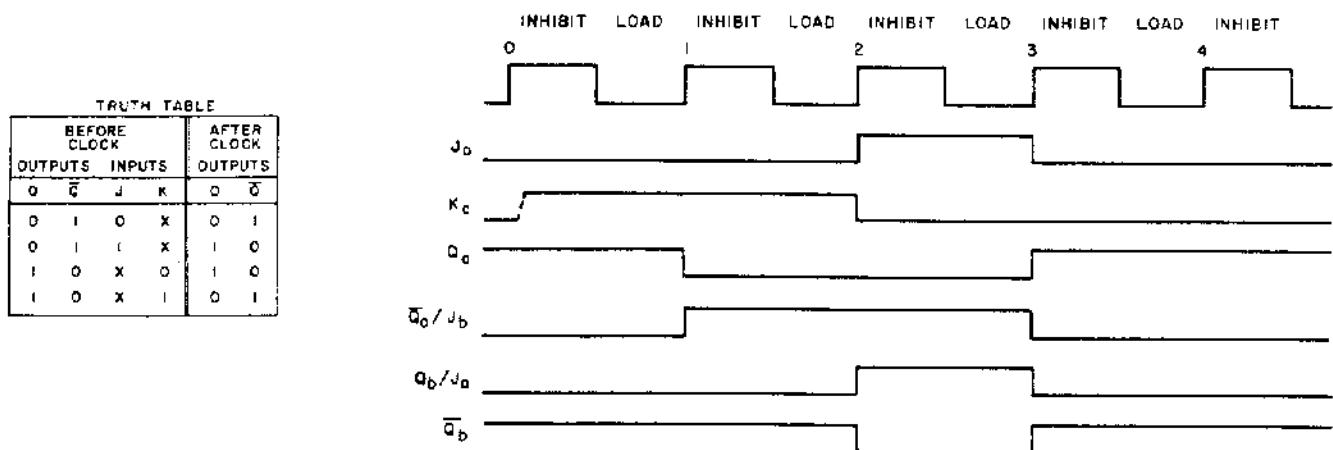 INHIBIT LOAD INHIBIT LOAD INHIBIT LOAD INHIBIT LOAD INHIBIT
0 1 2 3 4
TRUTH TABLE
BEFORE CLOCK AFTER CLOCK
OUTPUTS INPUTS OUTPUTS
Q Q̅ J K Q Q̅
0 1 0 X 0 1
0 1 1 X 1 0
1 0 X 0 1 0
1 0 X 1 0 1
Ja
Kc
Qa
Q̅a/Jb
Qb/Ja
Q̅b